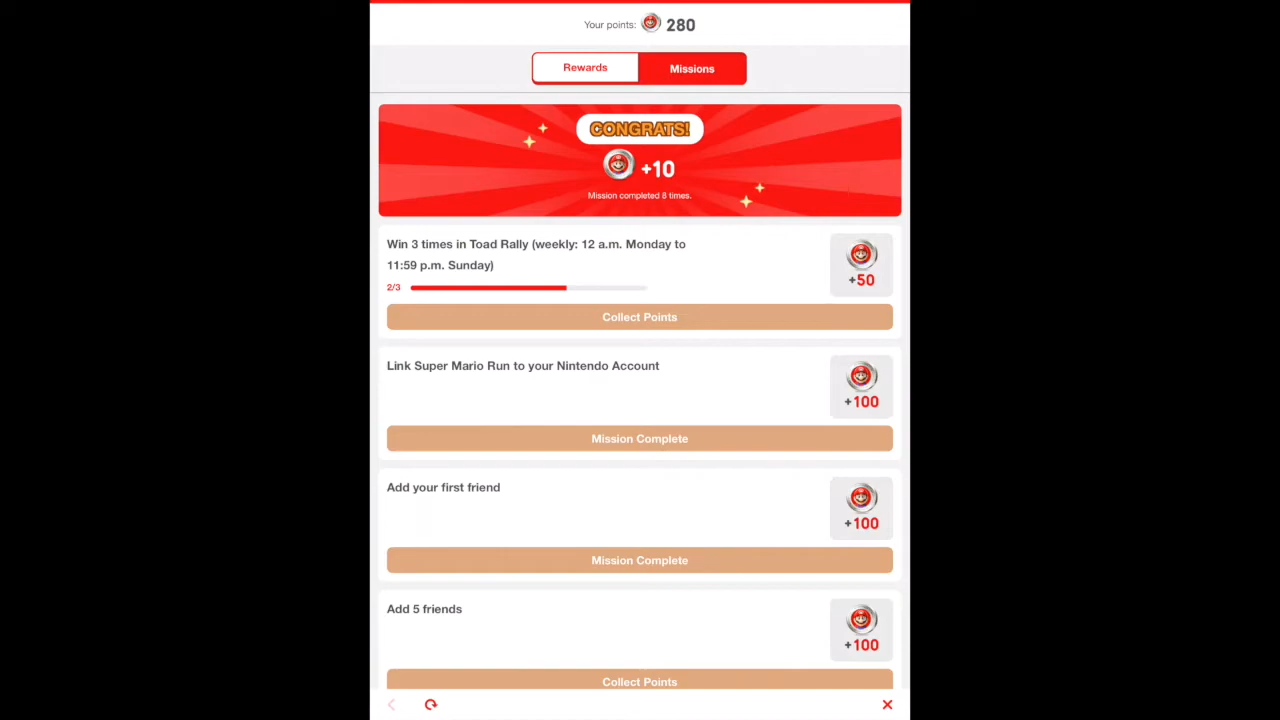 Your points: 280
Rewards
Missions
CONGRATS!
+10
Mission completed 8 times.
Win 3 times in Toad Rally (weekly: 12 a.m. Monday to
11:59 p.m. Sunday)
+50
2/3
Collect Points
Link Super Mario Run to your Nintendo Account
+100
Mission Complete
Add your first friend
+100
Mission Complete
Add 5 friends
+100
Collect Points